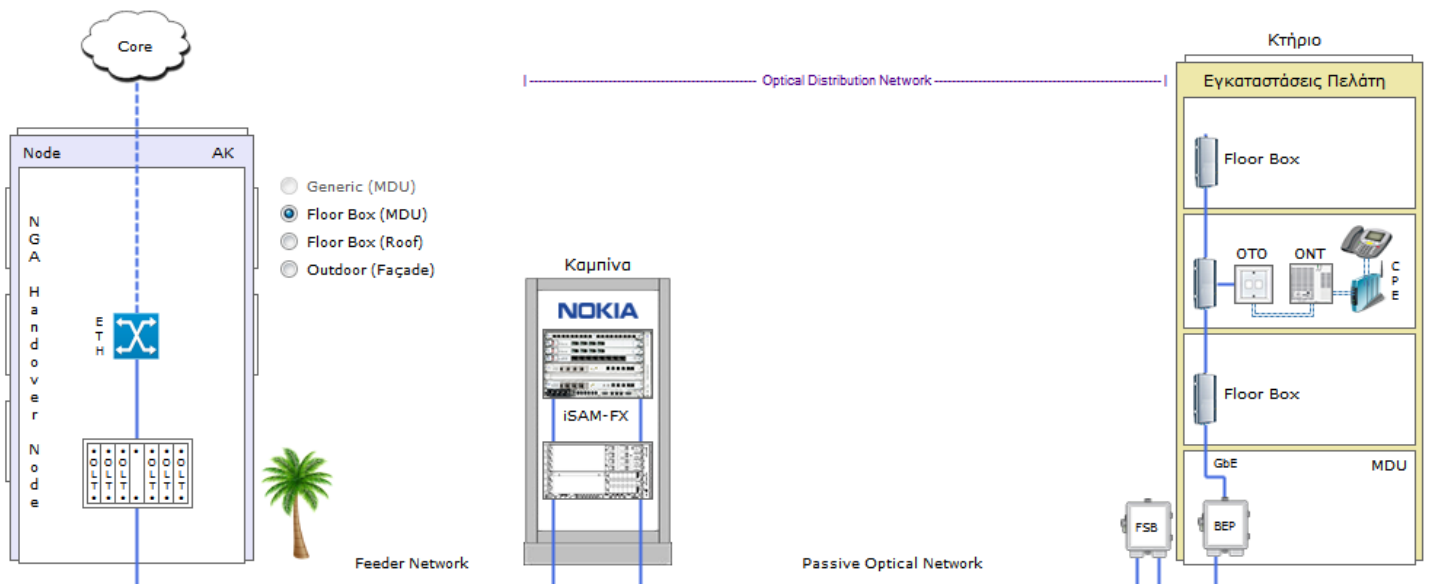 Core
Κτήριο
Optical Distribution Network
Εγκαταστάσεις Πελάτη
Node
AK
Generic (MDU)
Floor Box (MDU)
Floor Box (Roof)
Outdoor (Façade)
NGA Handover Node
ETH
OLT
OLT
OLT
OLT
OLT
OLT
Καμπίνα
NOKIA
iSAM-FX
Floor Box
OTO
ONT
CPE
Floor Box
GbE
MDU
FSB
BEP
Feeder Network
Passive Optical Network